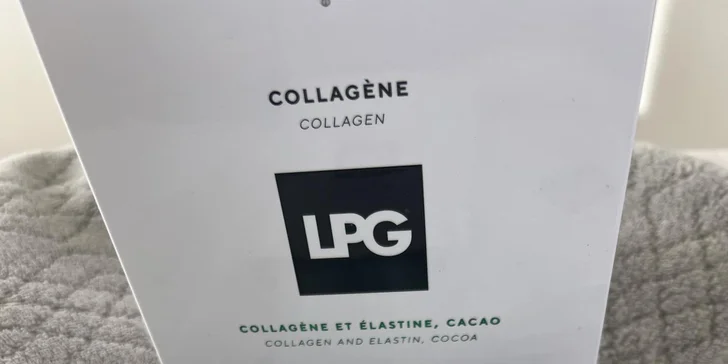 COLLAGÈNE
COLLAGEN
LPG
COLLAGÈNE ET ÉLASTINE, CACAO
COLLAGEN AND ELASTIN, COCOA